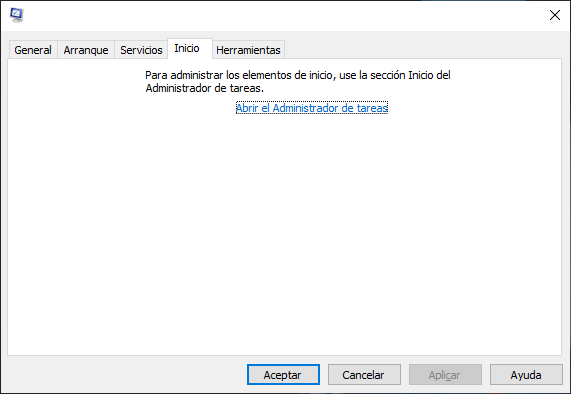 General Arranque Servicios Inicio Herramientas
Para administrar los elementos de inicio, use la sección Inicio del
Administrador de tareas.
Abrir el Administrador de tareas
Aceptar Cancelar Aplicar Ayuda